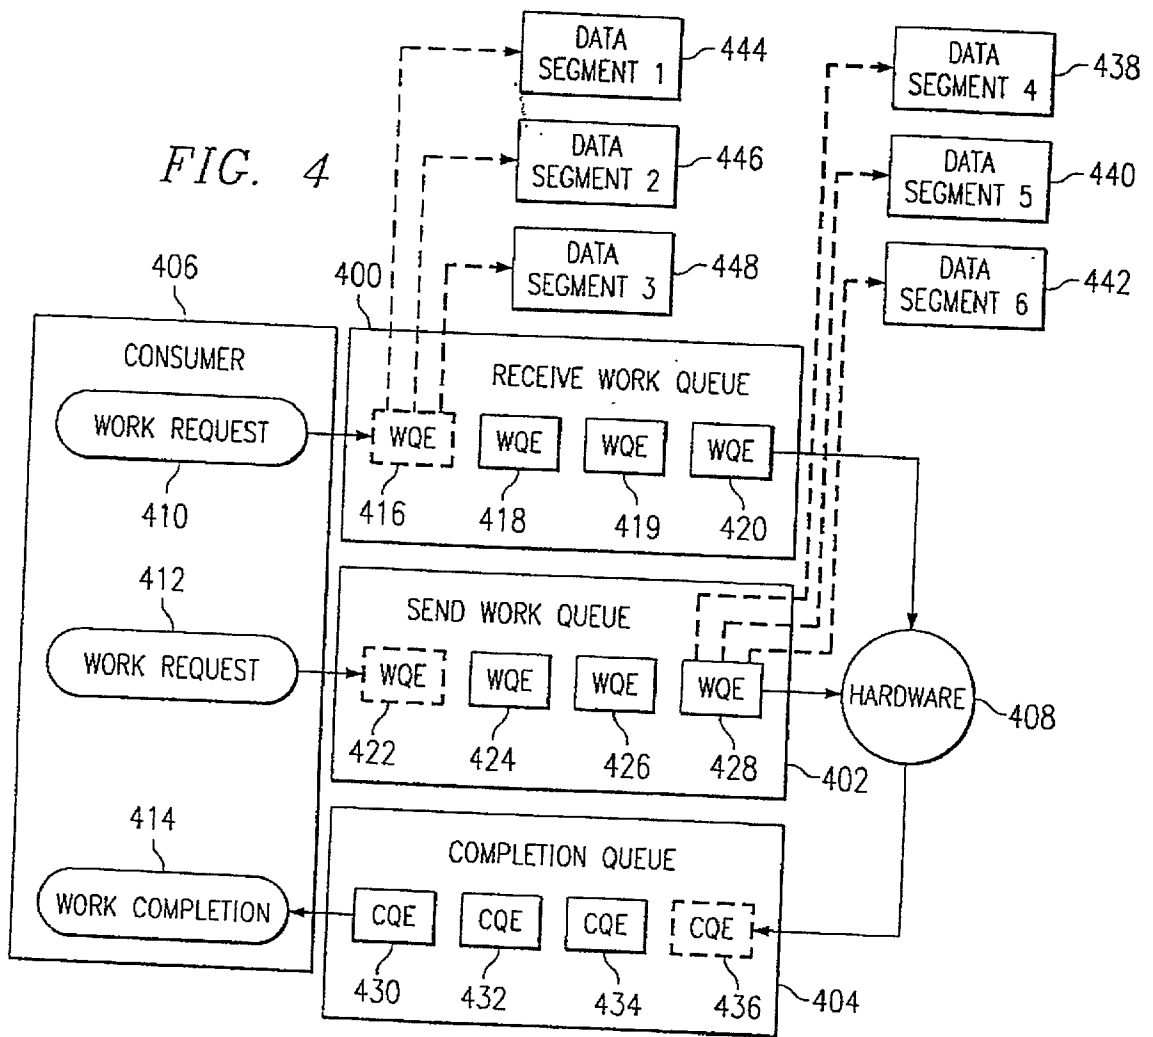 DATA
SEGMENT 1
444
DATA
SEGMENT 4
438
FIG. 4
DATA
SEGMENT 2
446
DATA
SEGMENT 5
440
DATA
SEGMENT 3
448
DATA
SEGMENT 6
442
406
400
CONSUMER
RECEIVE WORK QUEUE
WORK REQUEST
WQE
WQE
WQE
WQE
410
416
418
419
420
412
SEND WORK QUEUE
WORK REQUEST
WQE
WQE
WQE
WQE
HARDWARE
408
422
424
426
428
402
414
COMPLETION QUEUE
WORK COMPLETION
CQE
CQE
CQE
CQE
430
432
434
436
404